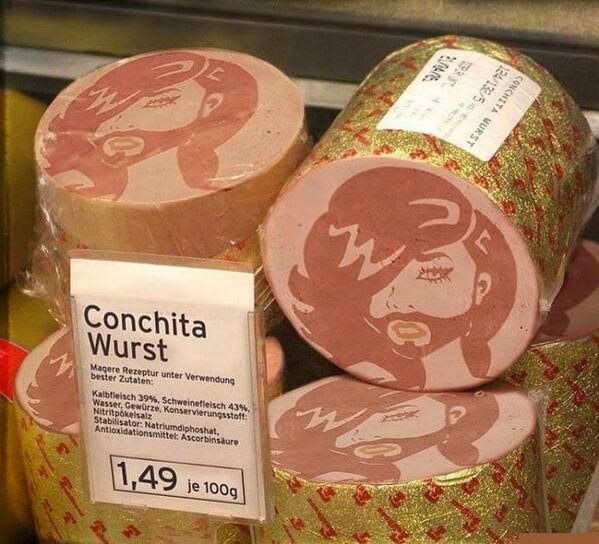 CONCHITA WURST
Conchita
Wurst
Magere Rezeptur unter Verwendung
bester Zutaten:
Kalbfleisch 39%, Schweinefleisch 43%,
Wasser, Gewürze, Konservierungsstoff:
Nitritpökelsalz
Stabilisator: Natriumdiphoshat,
Antioxidationsmittel: Ascorbinsäure
1,49 je 100g